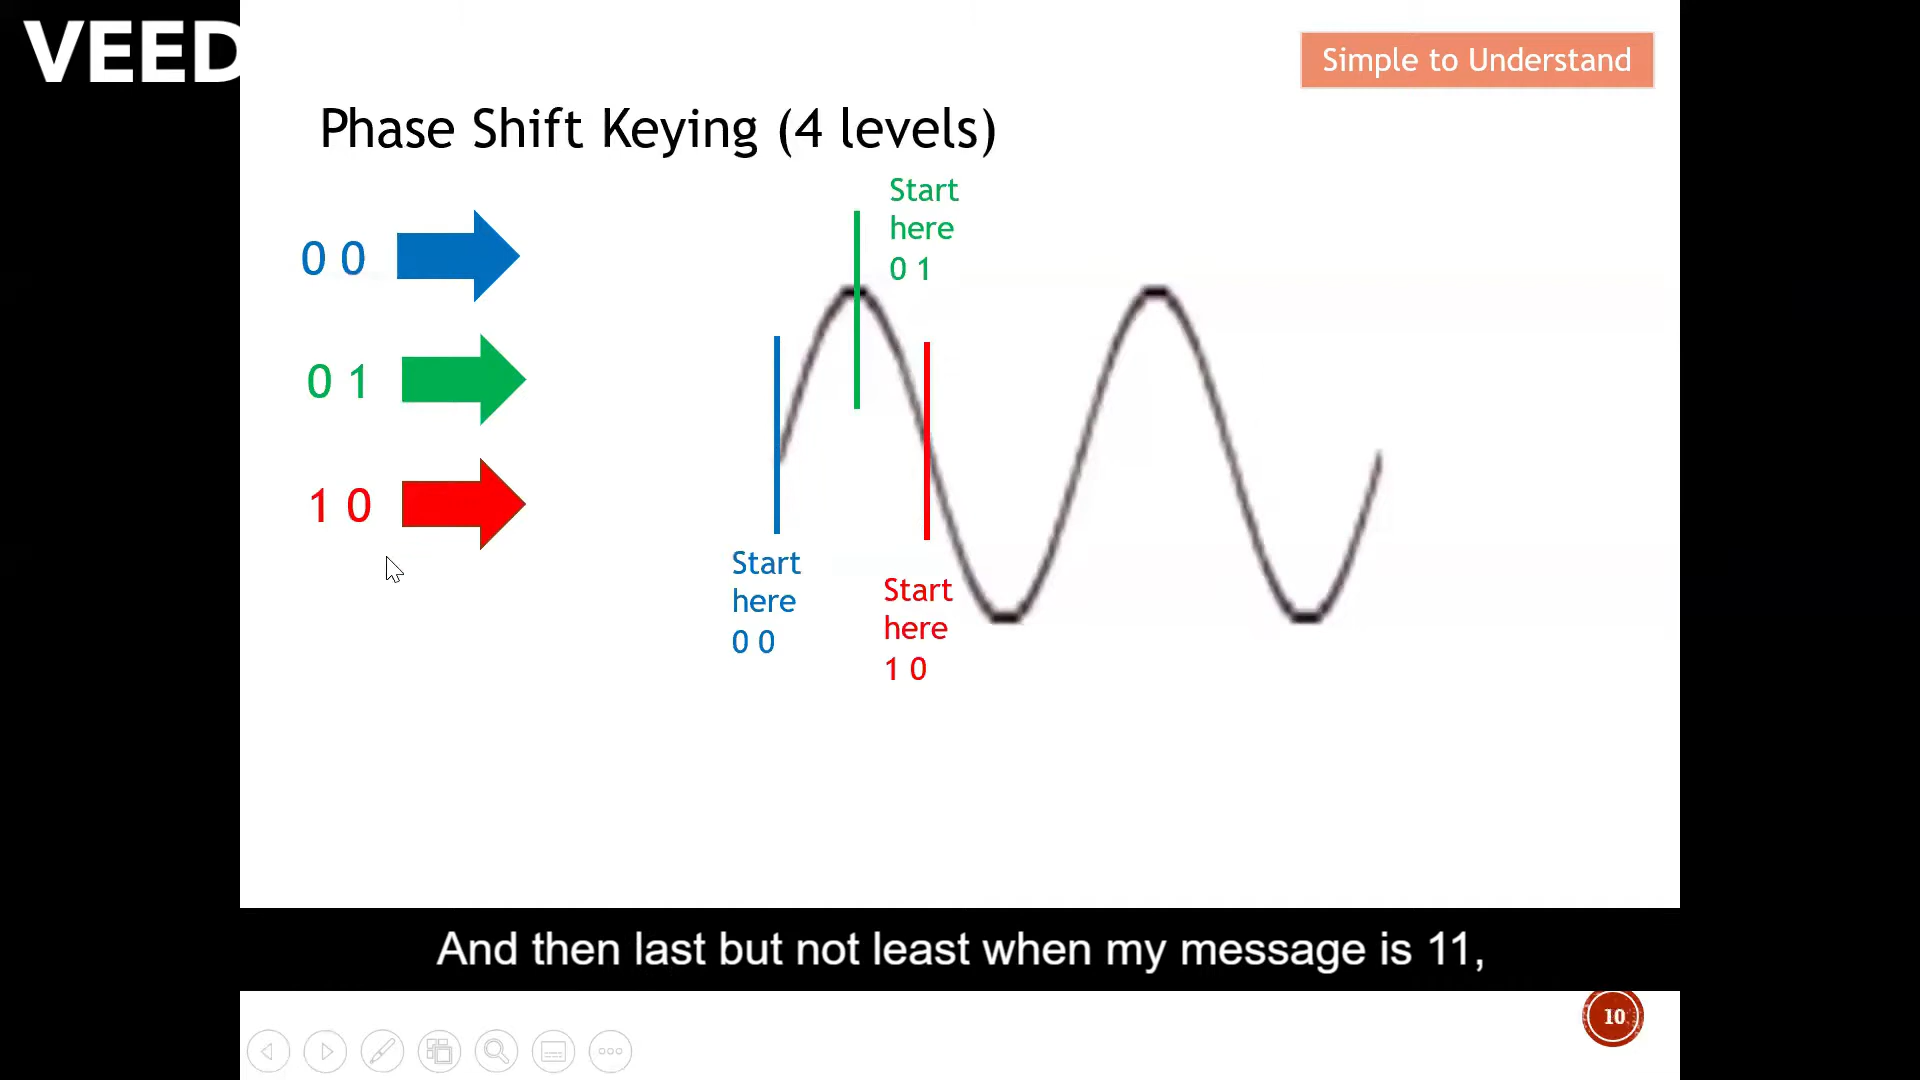 VEED
Simple to Understand
Phase Shift Keying (4 levels)
Start
here
0 1
0 0
0 1
1 0
Start
here
0 0
Start
here
1 0
And then last but not least when my message is 11,
10